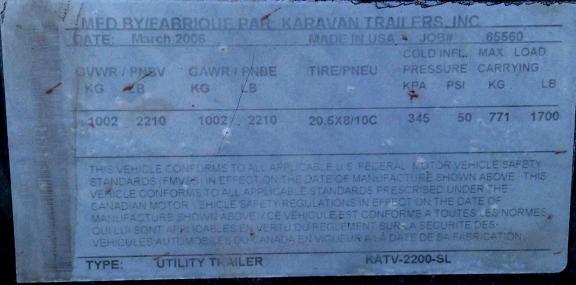 MFD BY/FABRIQUE PAR: KARAVAN TRAILERS, INC
DATE: March 2006 MADE IN USA JOB# 65560
COLD INFL. MAX LOAD
GVWR / PNBV GAWR / PNBE TIRE/PNEU PRESSURE CARRYING
KG LB KG LB KPA PSI KG LB
1002 2210 1002 2210 20.5X8/10C 345 50 771 1700
THIS VEHICLE CONFORMS TO ALL APPLICABLE U.S. FEDERAL MOTOR VEHICLE SAFETY
STANDARDS (FMVSS) IN EFFECT ON THE DATE OF MANUFACTURE SHOWN ABOVE. THIS
VEHICLE CONFORMS TO ALL APPLICABLE STANDARDS PRESCRIBED UNDER THE
CANADIAN MOTOR VEHICLE SAFETY REGULATIONS IN EFFECT ON THE DATE OF
MANUFACTURE SHOWN ABOVE / CE VEHICULE EST CONFORME A TOUTES LES NORMES
QUI LUI SONT APPLICABLES EN VERTU DU REGLEMENT SUR LA SECURITE DES
VEHICULES AUTOMOBILES DU CANADA EN VIGUEUR A LA DATE DE SA FABRICATION
TYPE: UTILITY TRAILER KATV-2200-SL